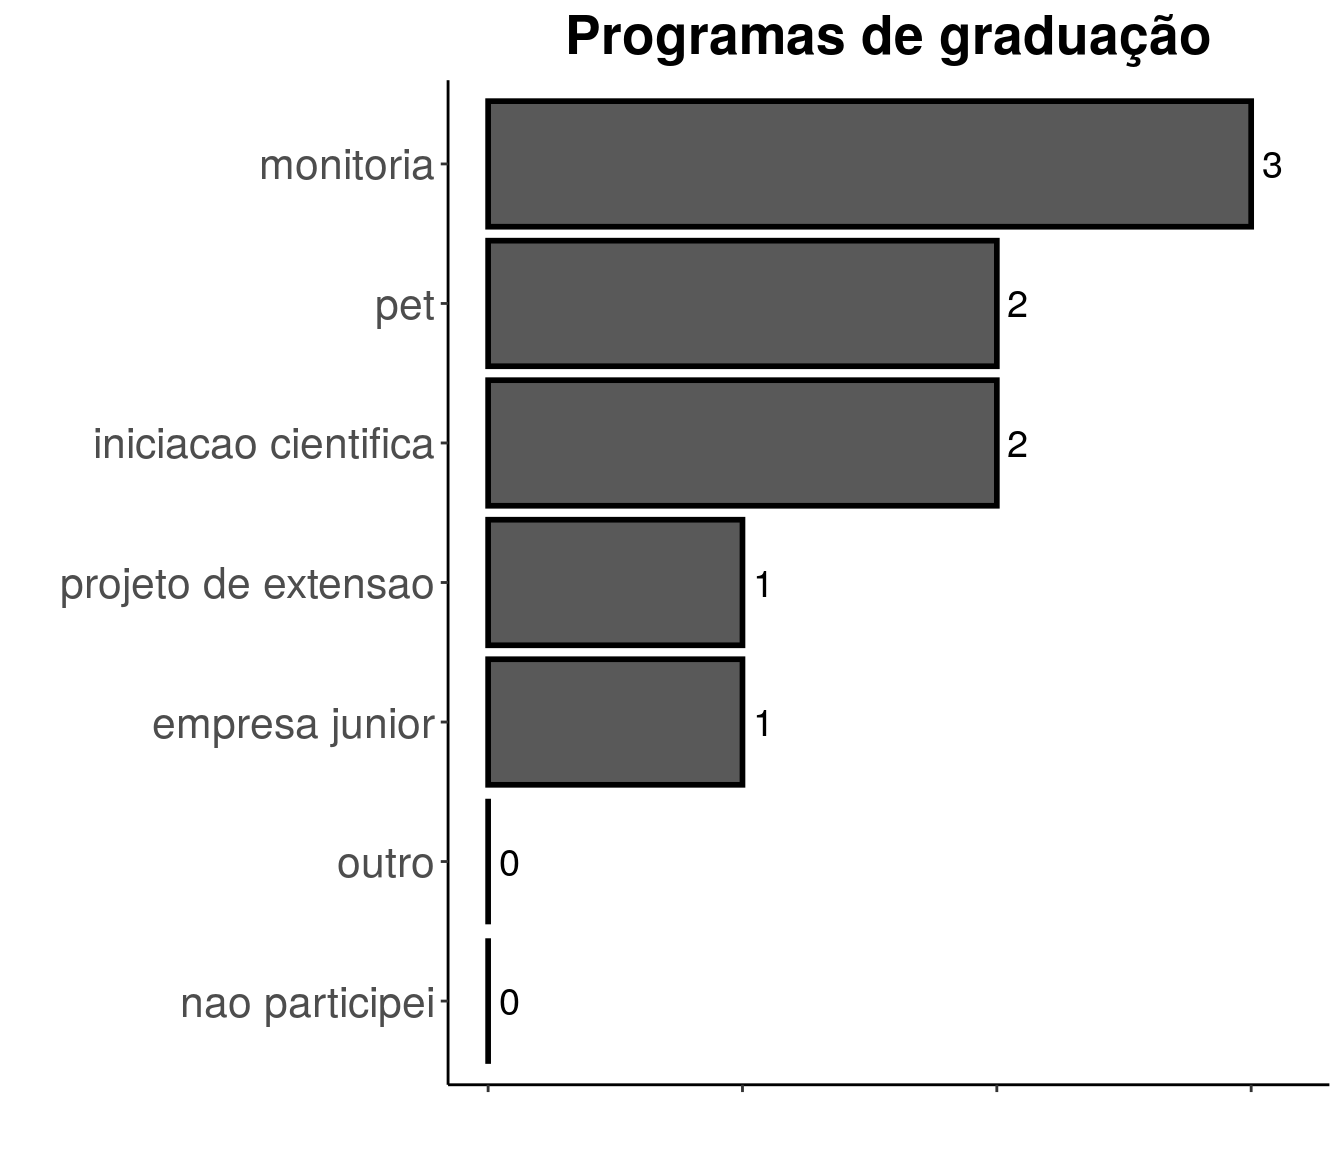 Programas de graduação
monitoria 3
pet 2
iniciacao cientifica 2
projeto de extensao 1
empresa junior 1
outro 0
nao participei 0